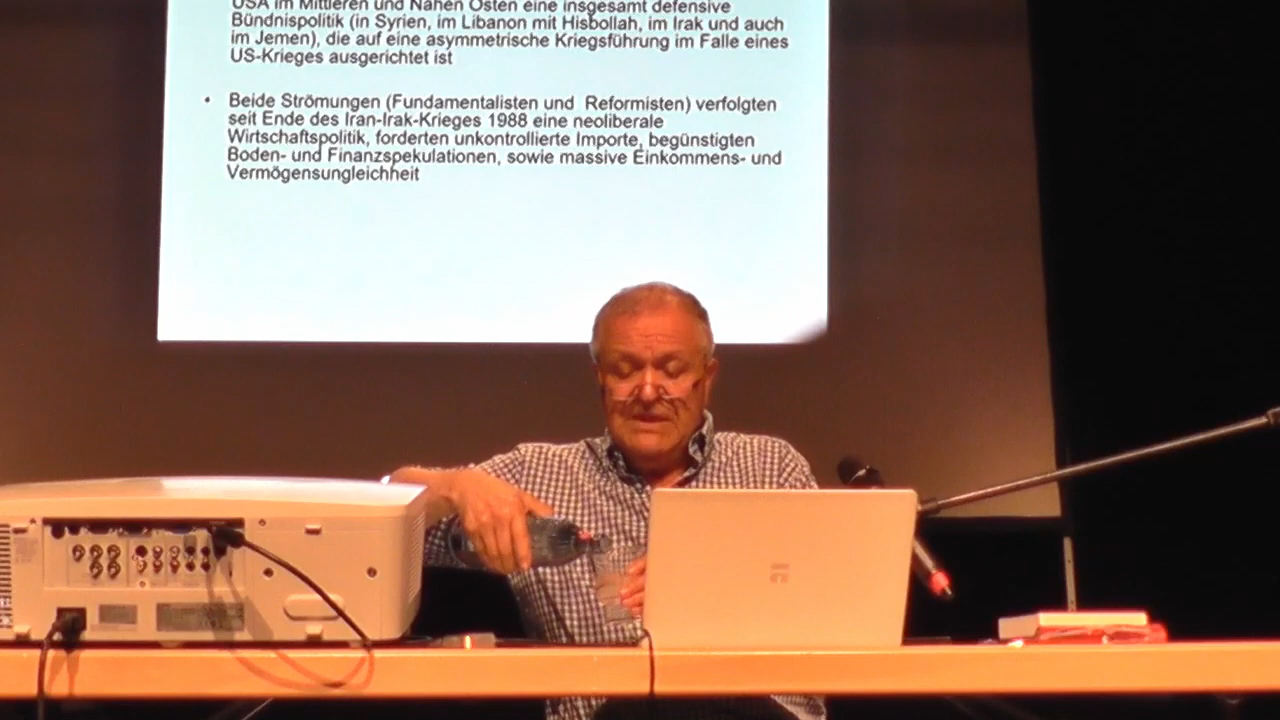 USA im Mittleren und Nahen Osten eine insgesamt defensive
Bündnispolitik (in Syrien, im Libanon mit Hisbollah, im Irak und auch
im Jemen), die auf eine asymmetrische Kriegsführung im Falle eines
US-Krieges ausgerichtet ist
• Beide Strömungen (Fundamentalisten und Reformisten) verfolgten
seit Ende des Iran-Irak-Krieges 1988 eine neoliberale
Wirtschaftspolitik, forderten unkontrollierte Importe, begünstigten
Boden- und Finanzspekulationen, sowie massive Einkommens- und
Vermögensungleichheit